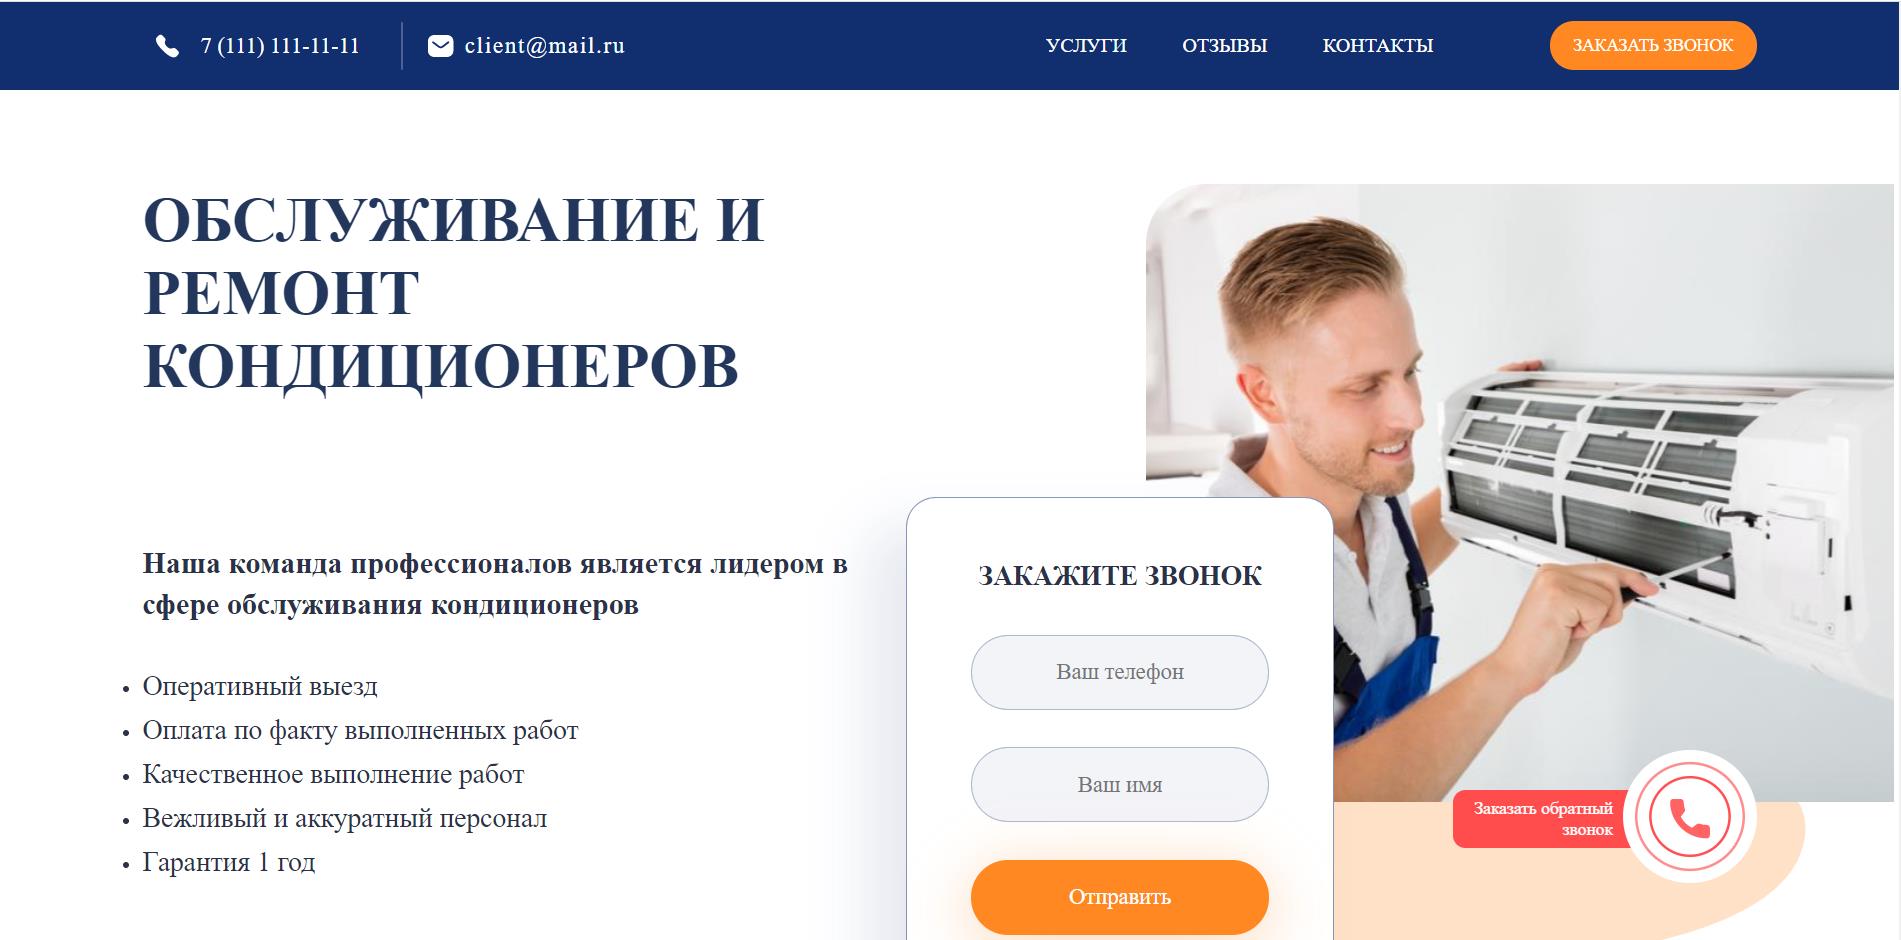 7 (111) 111-11-11
client@mail.ru
УСЛУГИ
ОТЗЫВЫ
КОНТАКТЫ
ЗАКАЗАТЬ ЗВОНОК
ОБСЛУЖИВАНИЕ И
РЕМОНТ
КОНДИЦИОНЕРОВ
Наша команда профессионалов является лидером в
сфере обслуживания кондиционеров
• Оперативный выезд
• Оплата по факту выполненных работ
• Качественное выполнение работ
• Вежливый и аккуратный персонал
• Гарантия 1 год
ЗАКАЖИТЕ ЗВОНОК
Ваш телефон
Ваш имя
Отправить
Заказать обратный
звонок